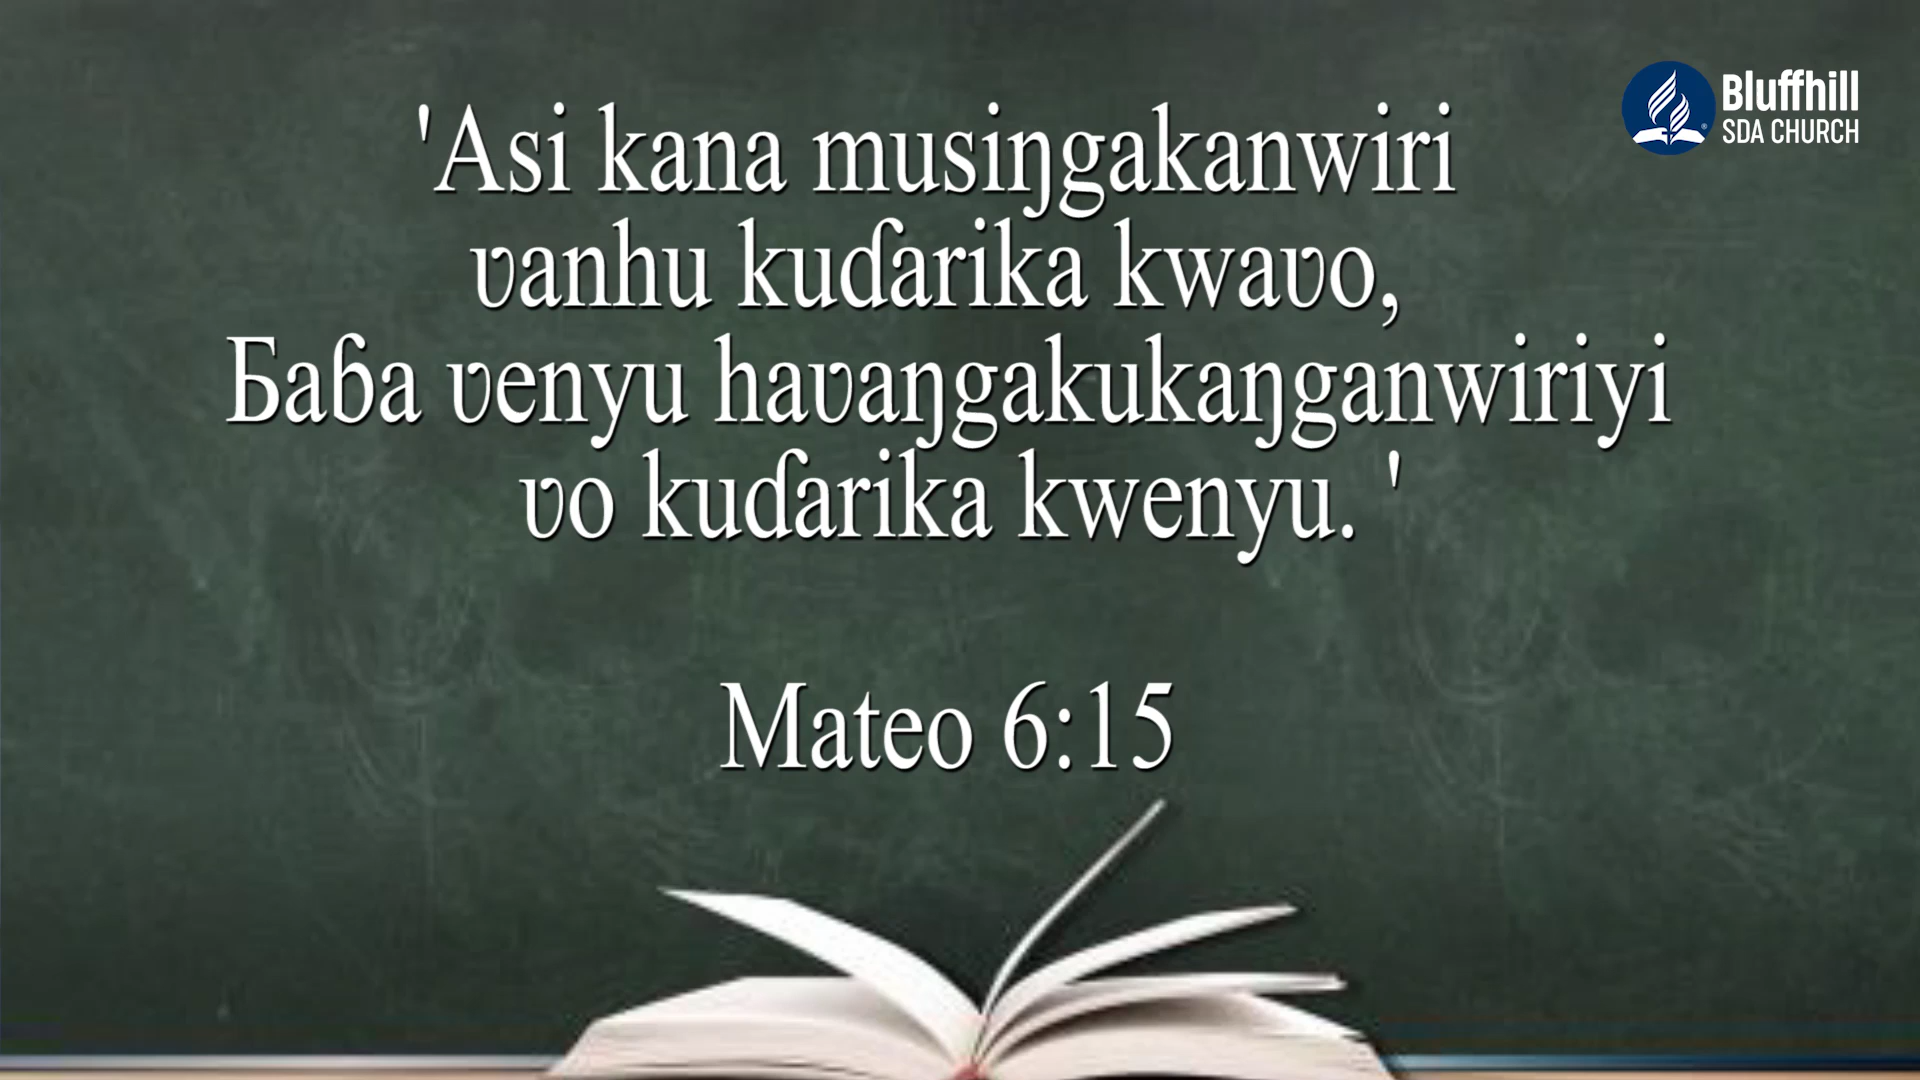 'Asi kana musiŋgakanwiri
ʋanhu kuɗarika kwaʋo,
Ɓaɓa ʋenyu haʋaŋgakukaŋganwiriyi
ʋo kuɗarika kwenyu. '
Mateo 6:15
Bluffhill
SDA CHURCH